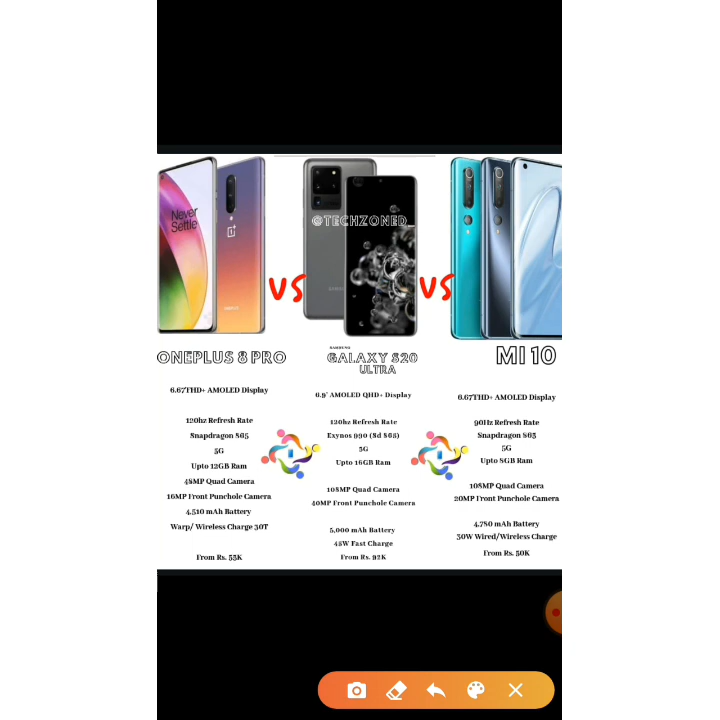 Never
Settle
@TECHZONED_
VS
VS
ONEPLUS 8 PRO
SAMSUNG
GALAXY S20
ULTRA
MI 10
6.67"FHD+ AMOLED Display
120hz Refresh Rate
Snapdragon 865
5G
Upto 12GB Ram
48MP Quad Camera
16MP Front Punchole Camera
4,510 mAh Battery
Warp/ Wireless Charge 30T
From Rs. 55K
6.9' AMOLED QHD+ Display
120hz Refresh Rate
Exynos 990 (Sd 865)
5G
Upto 16GB Ram
108MP Quad Camera
40MP Front Punchole Camera
5,000 mAh Battery
45W Fast Charge
From Rs. 92K
6.67FHD+ AMOLED Display
90Hz Refresh Rate
Snapdragon 865
5G
Upto 8GB Ram
108MP Quad Camera
20MP Front Punchole Camera
4,780 mAh Battery
30W Wired/Wireless Charge
From Rs. 50K